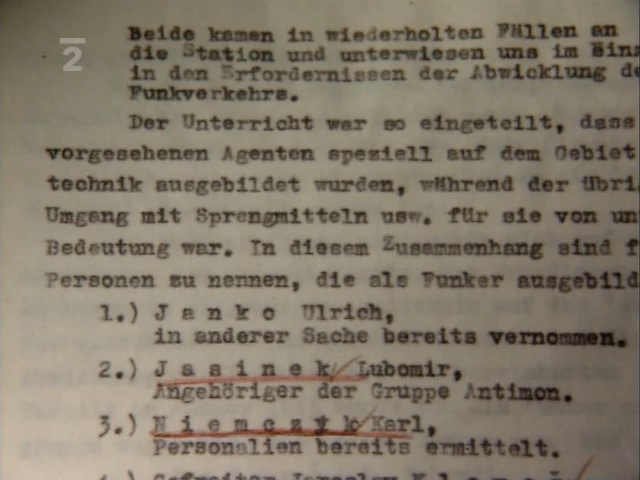 2
Beide kamen in wiederholten Fällen an
die Station und unterwiesen uns im
in den Erfordernissen der Abwicklung
Funkverkehrs.
Der Unterricht war so eingeteilt, dass
vorgesehenen Agenten speziell auf dem Gebiet
technik ausgebildet wurden, während der
Umgang mit Sprengmitteln usw. für sie von
Bedeutung war. In diesem Zusammenhang sind
Personen zu nennen, die als Funker
1.) Janko Ulrich,
in anderer Sache bereits vernommen.
2.) Jasinek Lubomir,
Angehöriger der Gruppe Antimon.
3.) Niemczyk Karl,
Personalien bereits ermittelt.
Gefreiter Jaroslav